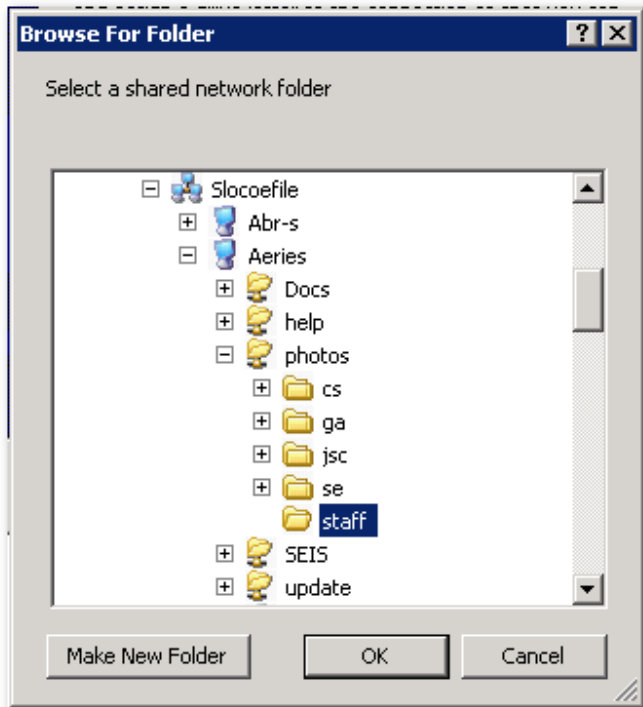 Browse For Folder
Select a shared network folder
Slocoefile
Abr-s
Aeries
Docs
help
photos
cs
ga
jsc
se
staff
SEIS
update
Make New Folder OK Cancel